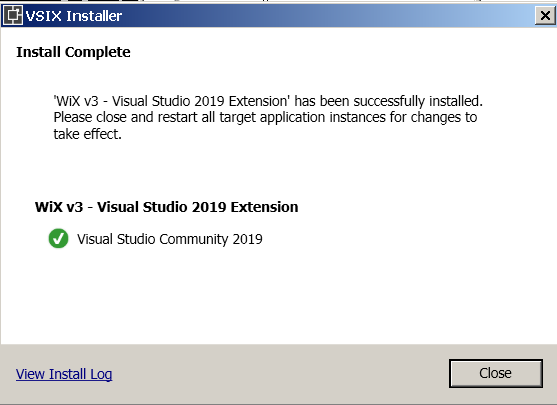 VSIX Installer
Install Complete
'WiX v3 - Visual Studio 2019 Extension' has been successfully installed.
Please close and restart all target application instances for changes to
take effect.
WiX v3 - Visual Studio 2019 Extension
Visual Studio Community 2019
View Install Log
Close